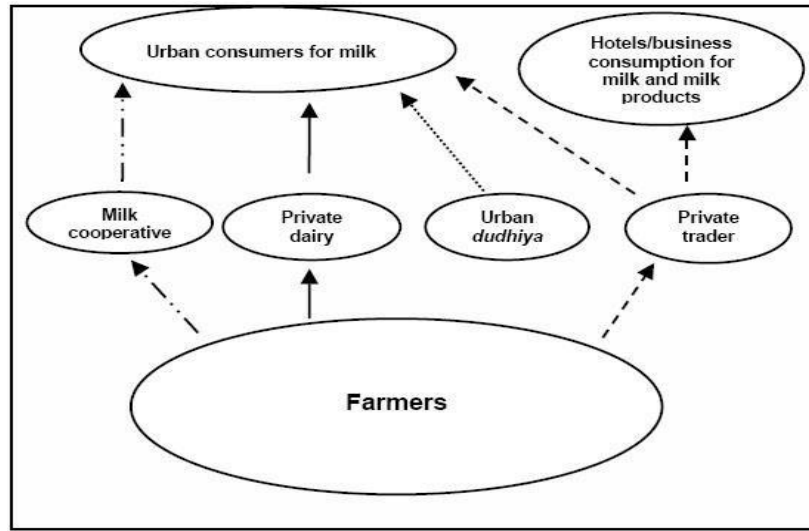 Urban consumers for milk
Hotels/business
consumption for
milk and milk
products
Milk
cooperative
Private
dairy
Urban
dudhiya
Private
trader
Farmers